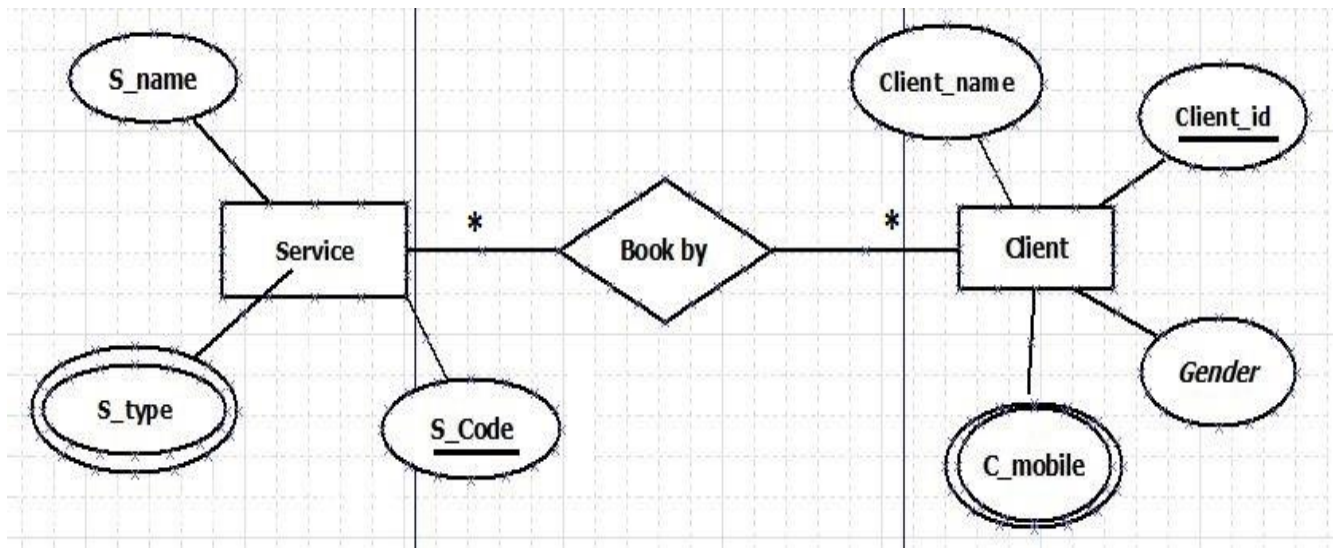 S_name
Client_name
Client_id
Service
*
Book by
*
Client
S_type
S_Code
Gender
C_mobile